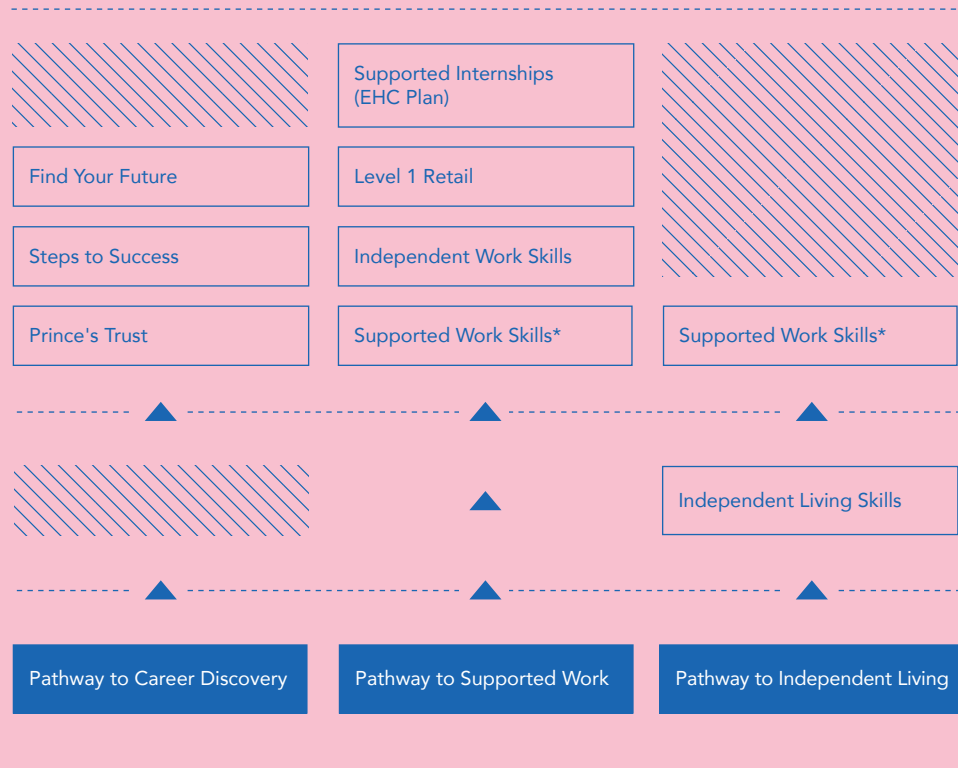 Supported Internships
(EHC Plan)
Find Your Future
Level 1 Retail
Steps to Success
Independent Work Skills
Prince's Trust
Supported Work Skills*
Supported Work Skills*
Independent Living Skills
Pathway to Career Discovery
Pathway to Supported Work
Pathway to Independent Living